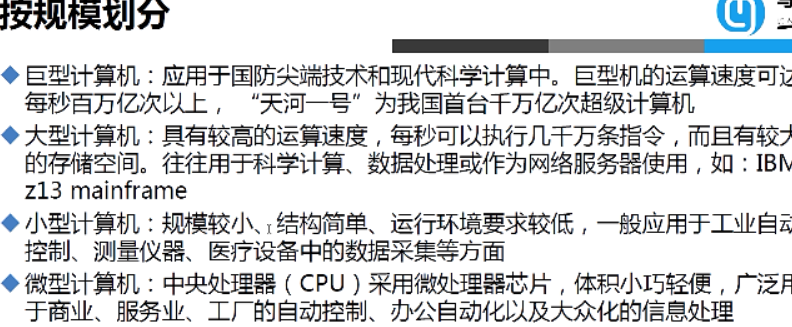 按规模划分
巨型计算机：应用于国防尖端技术和现代科学计算中。巨型机的运算速度可达
每秒百万亿次以上，“天河一号”为我国首台千万亿次超级计算机
大型计算机：具有较高的运算速度，每秒可以执行几千万条指令，而且有较大
的存储空间。往往用于科学计算、数据处理或作为网络服务器使用，如：IBM
z13 mainframe
小型计算机：规模较小、结构简单、运行环境要求较低，一般应用于工业自动
控制、测量仪器、医疗设备中的数据采集等方面
微型计算机：中央处理器（CPU）采用微处理器芯片，体积小巧轻便，广泛用
于商业、服务业、工厂的自动控制、办公自动化以及大众化的信息处理